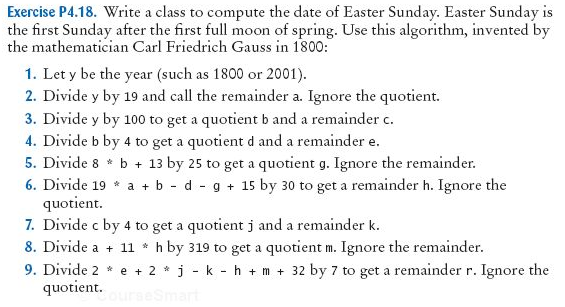 Exercise P4.18. Write a class to compute the date of Easter Sunday. Easter Sunday is
the first Sunday after the first full moon of spring. Use this algorithm, invented by
the mathematician Carl Friedrich Gauss in 1800:
1. Let y be the year (such as 1800 or 2001).
2. Divide y by 19 and call the remainder a. Ignore the quotient.
3. Divide y by 100 to get a quotient b and a remainder c.
4. Divide b by 4 to get a quotient d and a remainder e.
5. Divide 8 * b + 13 by 25 to get a quotient g. Ignore the remainder.
6. Divide 19 * a + b - d - g + 15 by 30 to get a remainder h. Ignore the
quotient.
7. Divide c by 4 to get a quotient j and a remainder k.
8. Divide a + 11 * h by 319 to get a quotient m. Ignore the remainder.
9. Divide 2 * e + 2 * j - k - h + m + 32 by 7 to get a remainder r. Ignore the
quotient.
CourseSmart